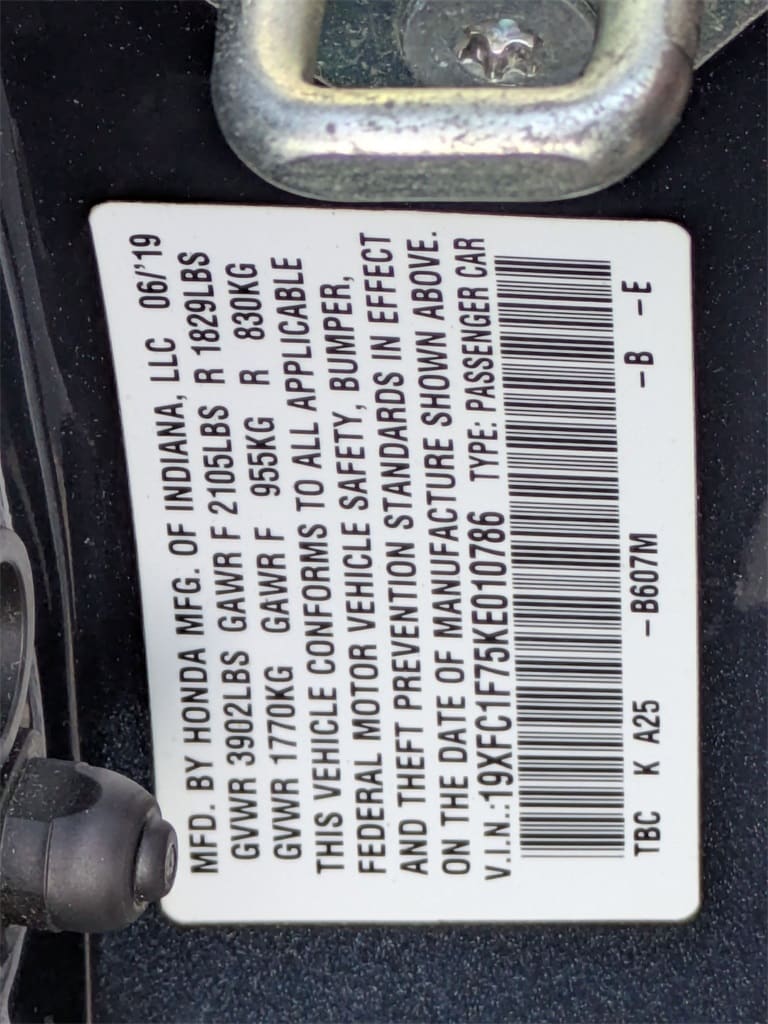 MFD. BY HONDA MFG. OF INDIANA, LLC 06/'19
GVWR 3902LBS GAWR F 2105LBS R 1829LBS
GVWR 1770KG GAWR F 955KG R 830KG
THIS VEHICLE CONFORMS TO ALL APPLICABLE
FEDERAL MOTOR VEHICLE SAFETY, BUMPER,
AND THEFT PREVENTION STANDARDS IN EFFECT
ON THE DATE OF MANUFACTURE SHOWN ABOVE.
V.I.N.:19XFC1F75KE010786 TYPE: PASSENGER CAR
TBC K A25 -B607M -B -E